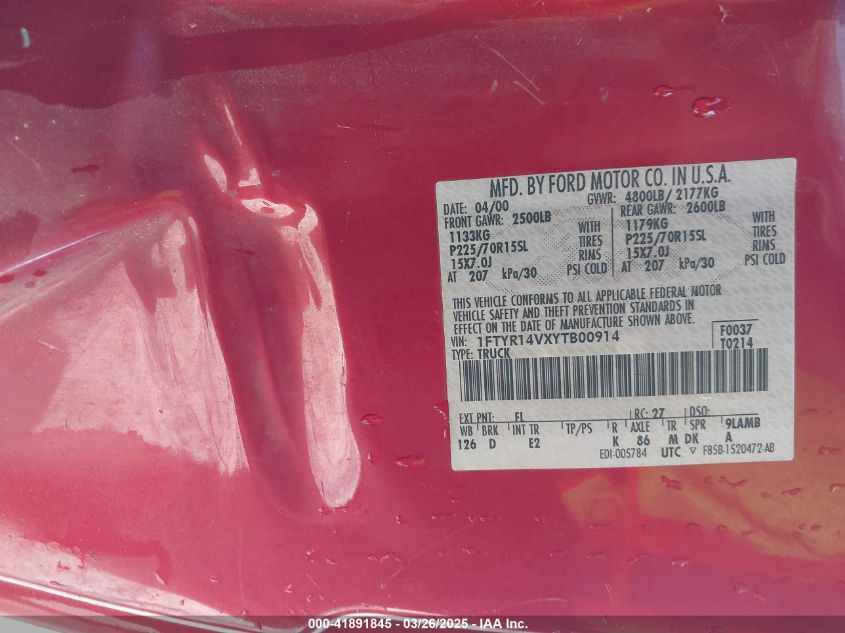 MFD. BY FORD MOTOR CO. IN U.S.A.
DATE: 04/00 GVWR: 4800LB/ 2177KG
FRONT GAWR: 2500LB REAR GAWR: 2600LB
1133KG WITH 1179KG WITH
P225/70R15SL TIRES P225/70R15SL TIRES
15X7.0J RIMS 15X7.0J RIMS
AT 207 kPa/30 PSI COLD AT 207 kPa/30 PSI COLD
THIS VEHICLE CONFORMS TO ALL APPLICABLE FEDERAL MOTOR
VEHICLE SAFETY AND THEFT PREVENTION STANDARDS IN
EFFECT ON THE DATE OF MANUFACTURE SHOWN ABOVE.
VIN: 1FTYR14VXYTB00914 F0037
TYPE: TRUCK T0214
EXT PNT: FL RC: 27 DSO:
WB BRK INT TR TP/PS R AXLE TR SPR 9LAMB
126 D E2 K 86 M DK A
EDI-005784 UTC F85B-1520472-AB
000-41891845 - 03/26/2025 - IAA Inc.